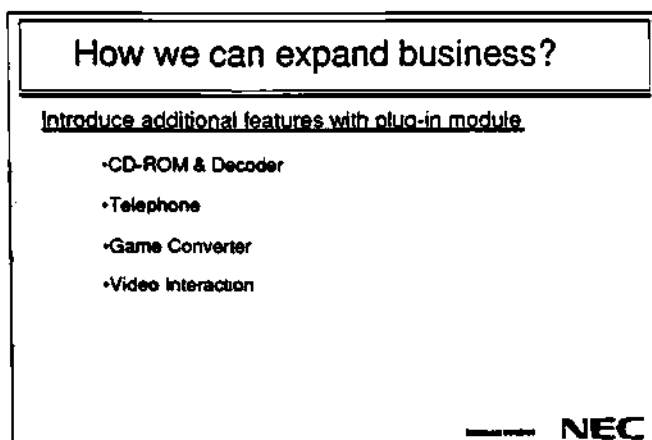 How we can expand business?
Introduce additional features with plug-in module
•CD-ROM & Decoder
•Telephone
•Game Converter
•Video Interaction
NEC